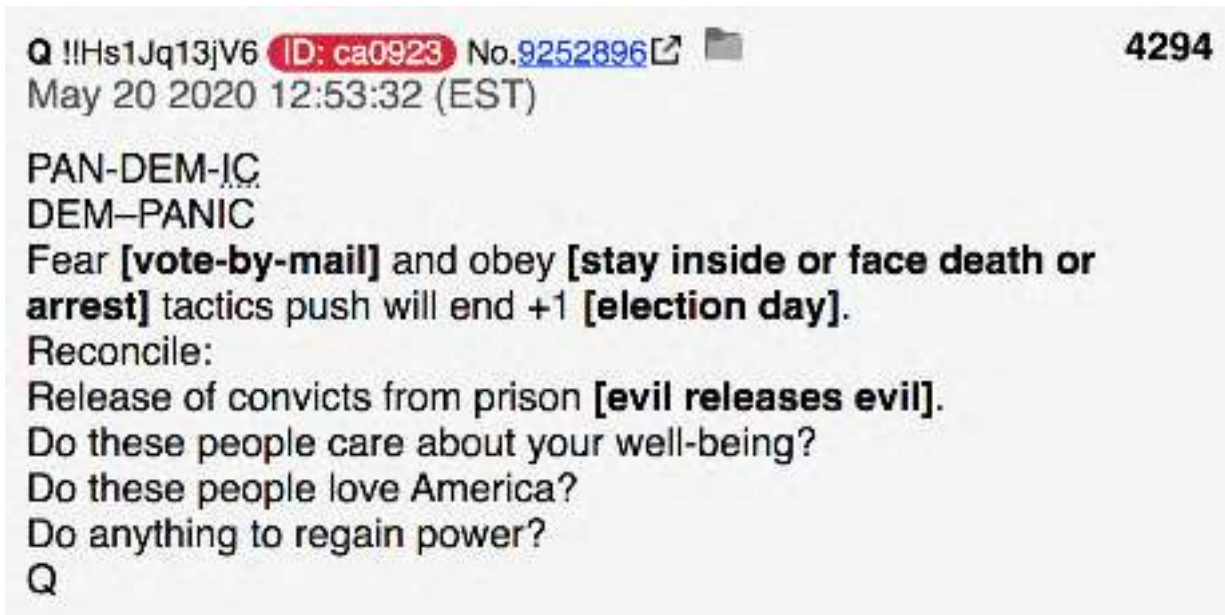 Q !!Hs1Jq13jV6 ID: ca0923 No.9252896 4294
May 20 2020 12:53:32 (EST)
PAN-DEM-IC
DEM–PANIC
Fear [vote-by-mail] and obey [stay inside or face death or
arrest] tactics push will end +1 [election day].
Reconcile:
Release of convicts from prison [evil releases evil].
Do these people care about your well-being?
Do these people love America?
Do anything to regain power?
Q